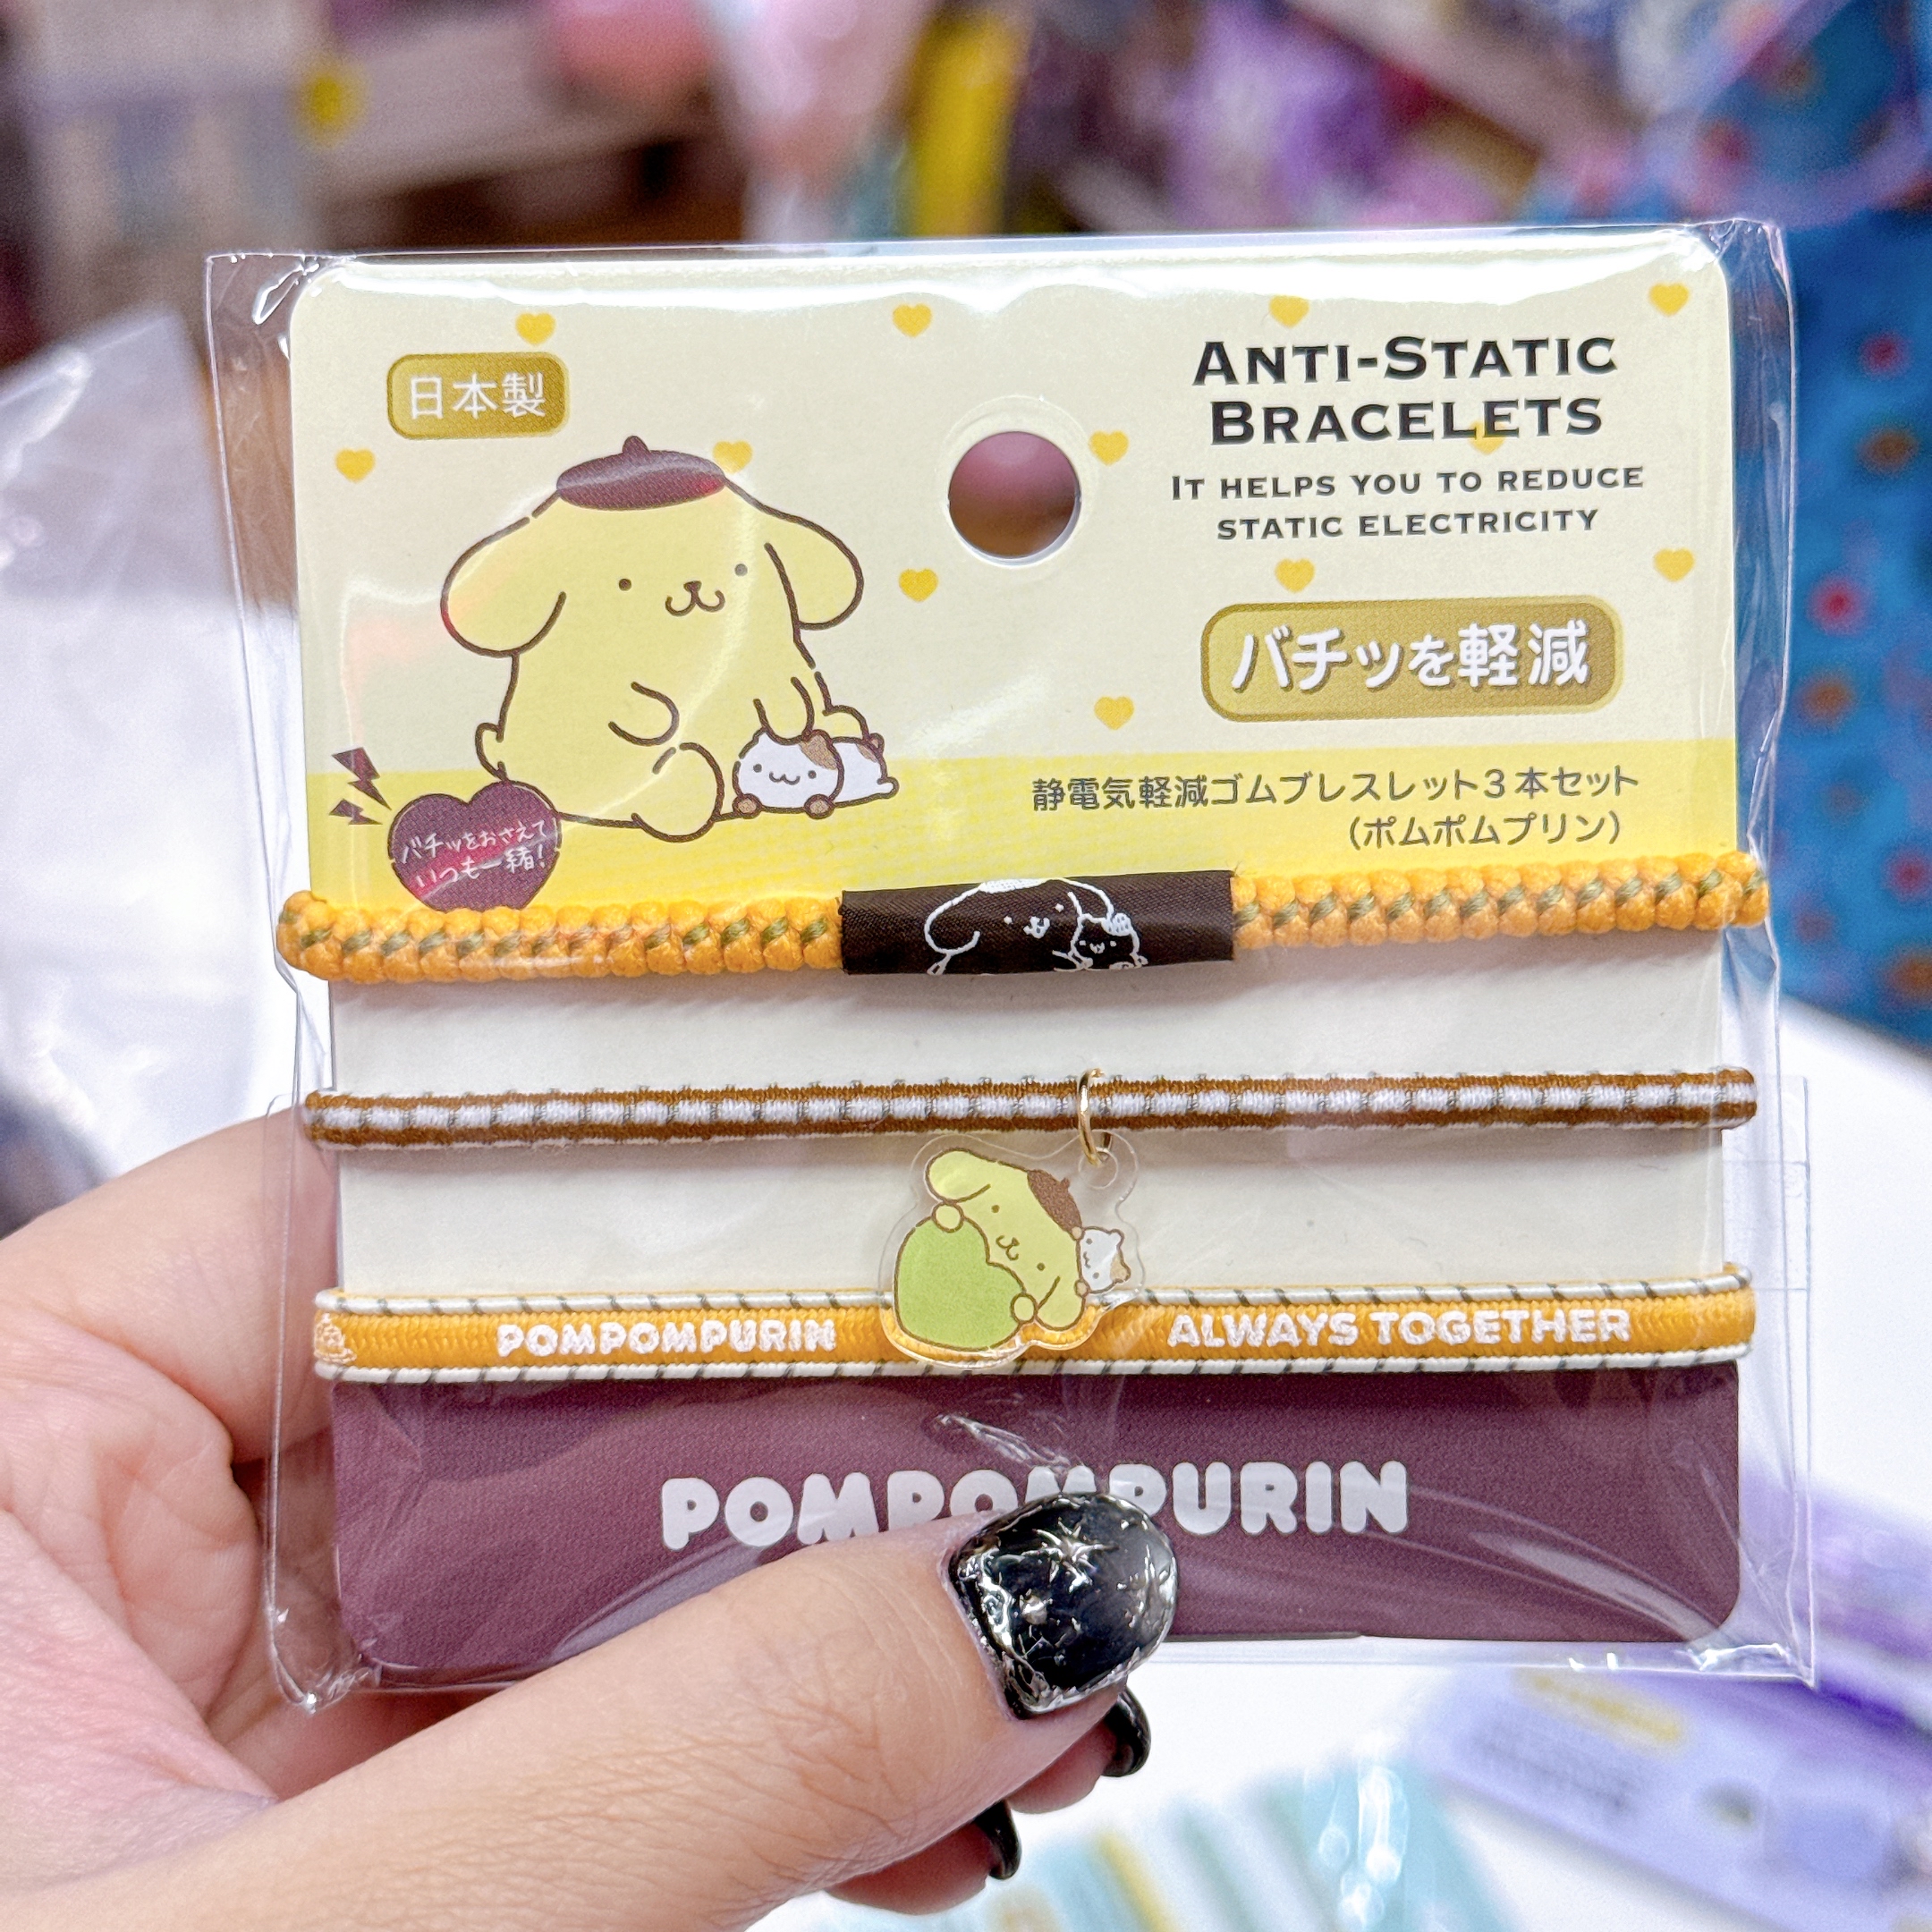 日本製
ANTI-STATIC
BRACELETS
IT HELPS YOU TO REDUCE
STATIC ELECTRICITY
バチッを軽減
静電気軽減ゴムブレスレット3本セット
(ポムポムプリン)
バチッをおさえて
いつも一緒!
POMPOMPURIN
ALWAYS TOGETHER
POMPOMPURIN